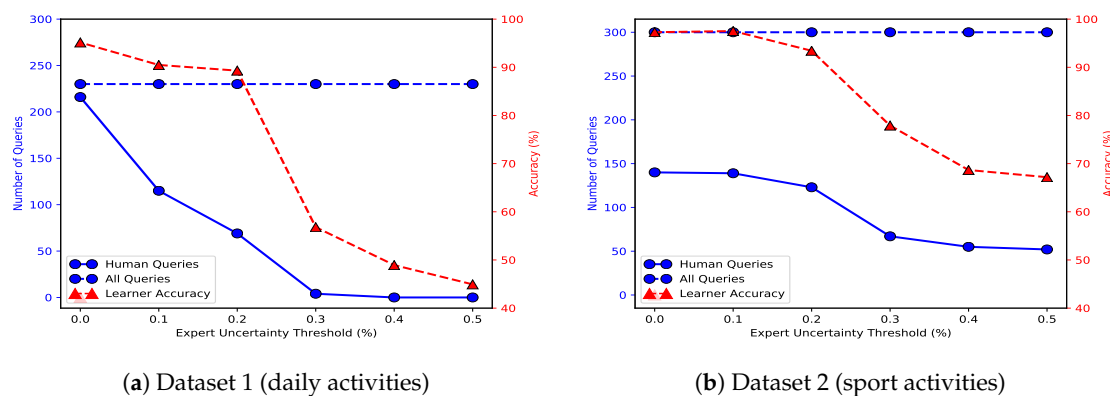 300
250
200
150
100
50
0
Number of Queries
100
90
80
70
60
50
40
Accuracy (%)
Human Queries
All Queries
Learner Accuracy
0.0 0.1 0.2 0.3 0.4 0.5
Expert Uncertainty Threshold (%)
(a) Dataset 1 (daily activities)
300
250
200
150
100
50
0
Number of Queries
100
90
80
70
60
50
40
Accuracy (%)
Human Queries
All Queries
Learner Accuracy
0.0 0.1 0.2 0.3 0.4 0.5
Expert Uncertainty Threshold (%)
(b) Dataset 2 (sport activities)